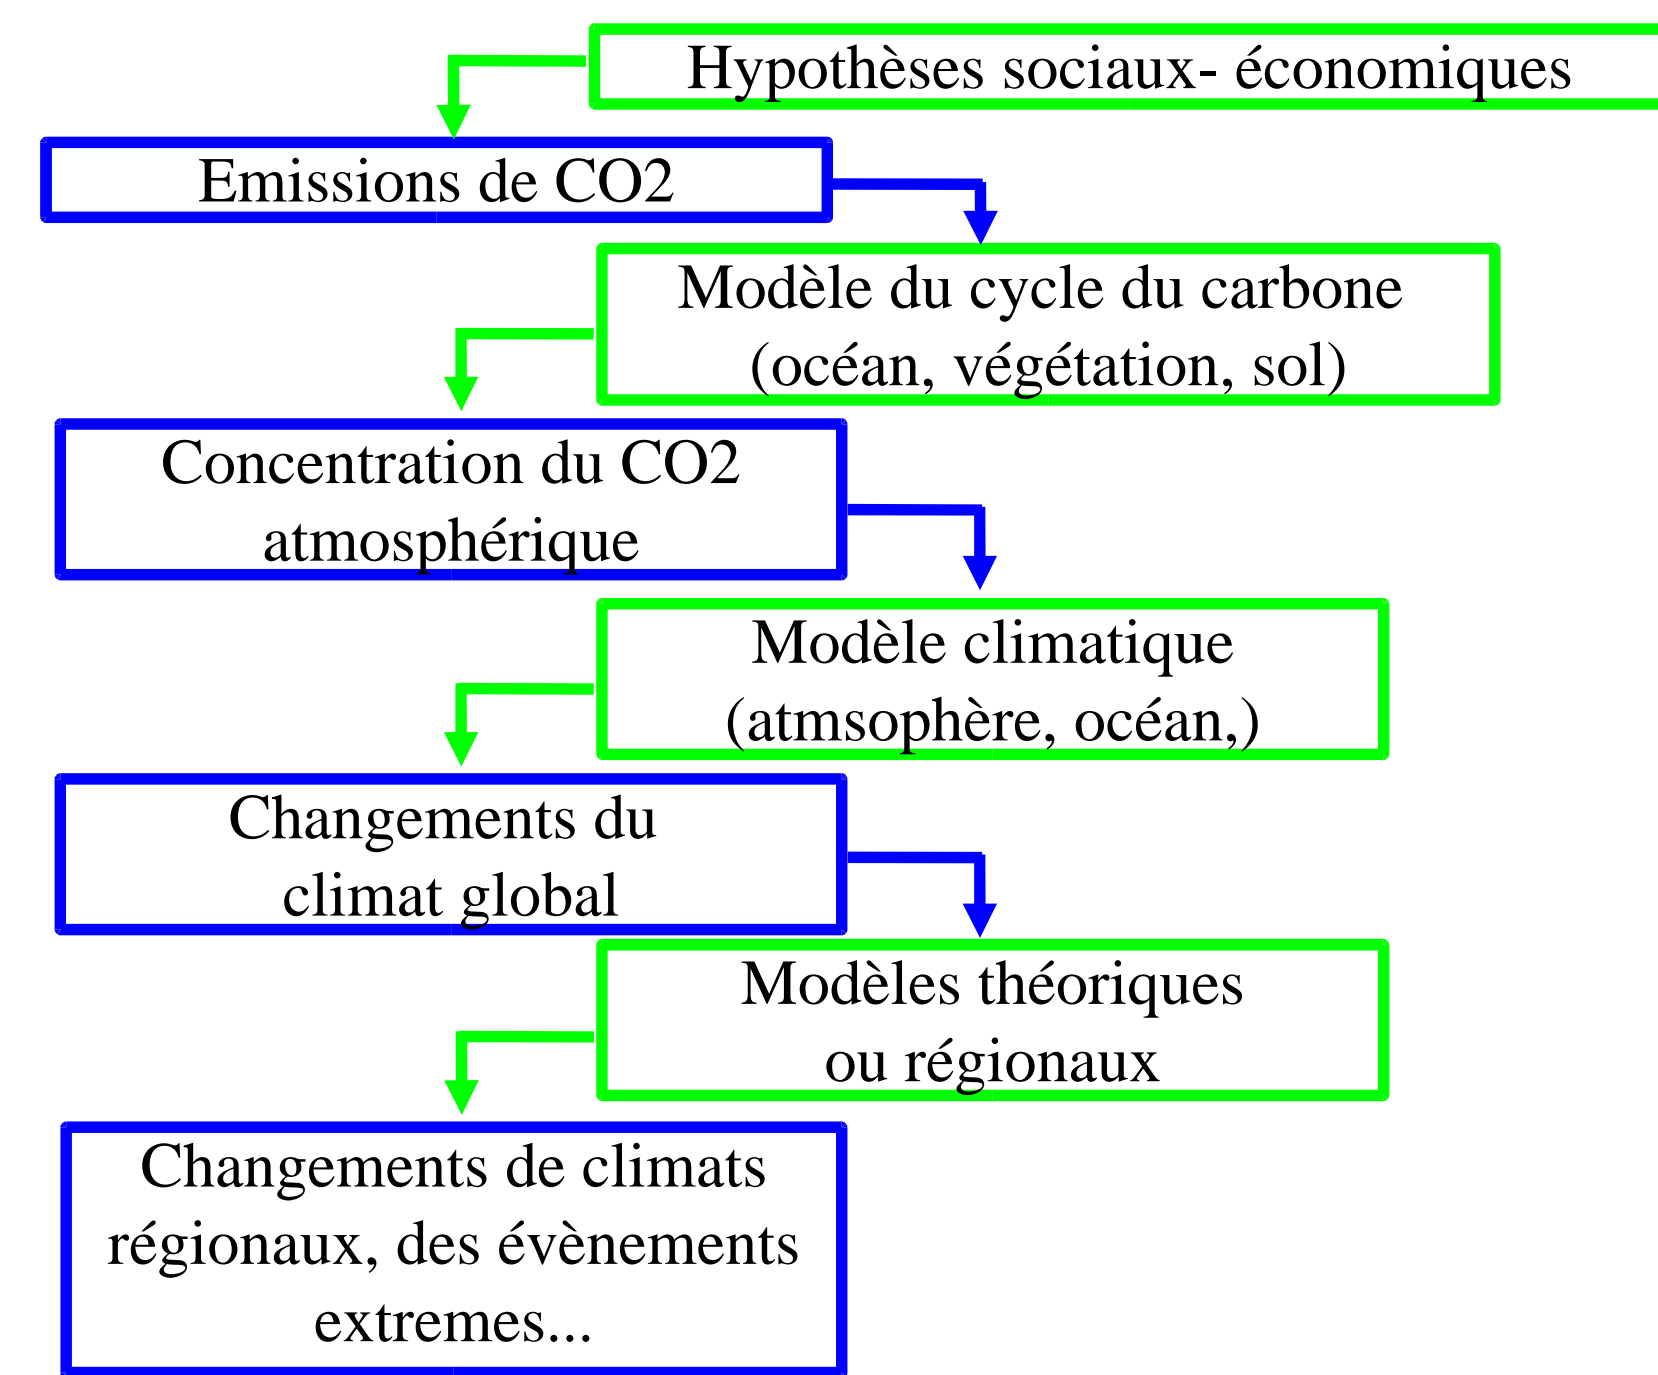 Hypothèses sociaux- économiques
Emissions de CO2
Modèle du cycle du carbone
(océan, végétation, sol)
Concentration du CO2
atmosphérique
Modèle climatique
(atmsophère, océan,)
Changements du
climat global
Modèles théoriques
ou régionaux
Changements de climats
régionaux, des évènements
extremes...